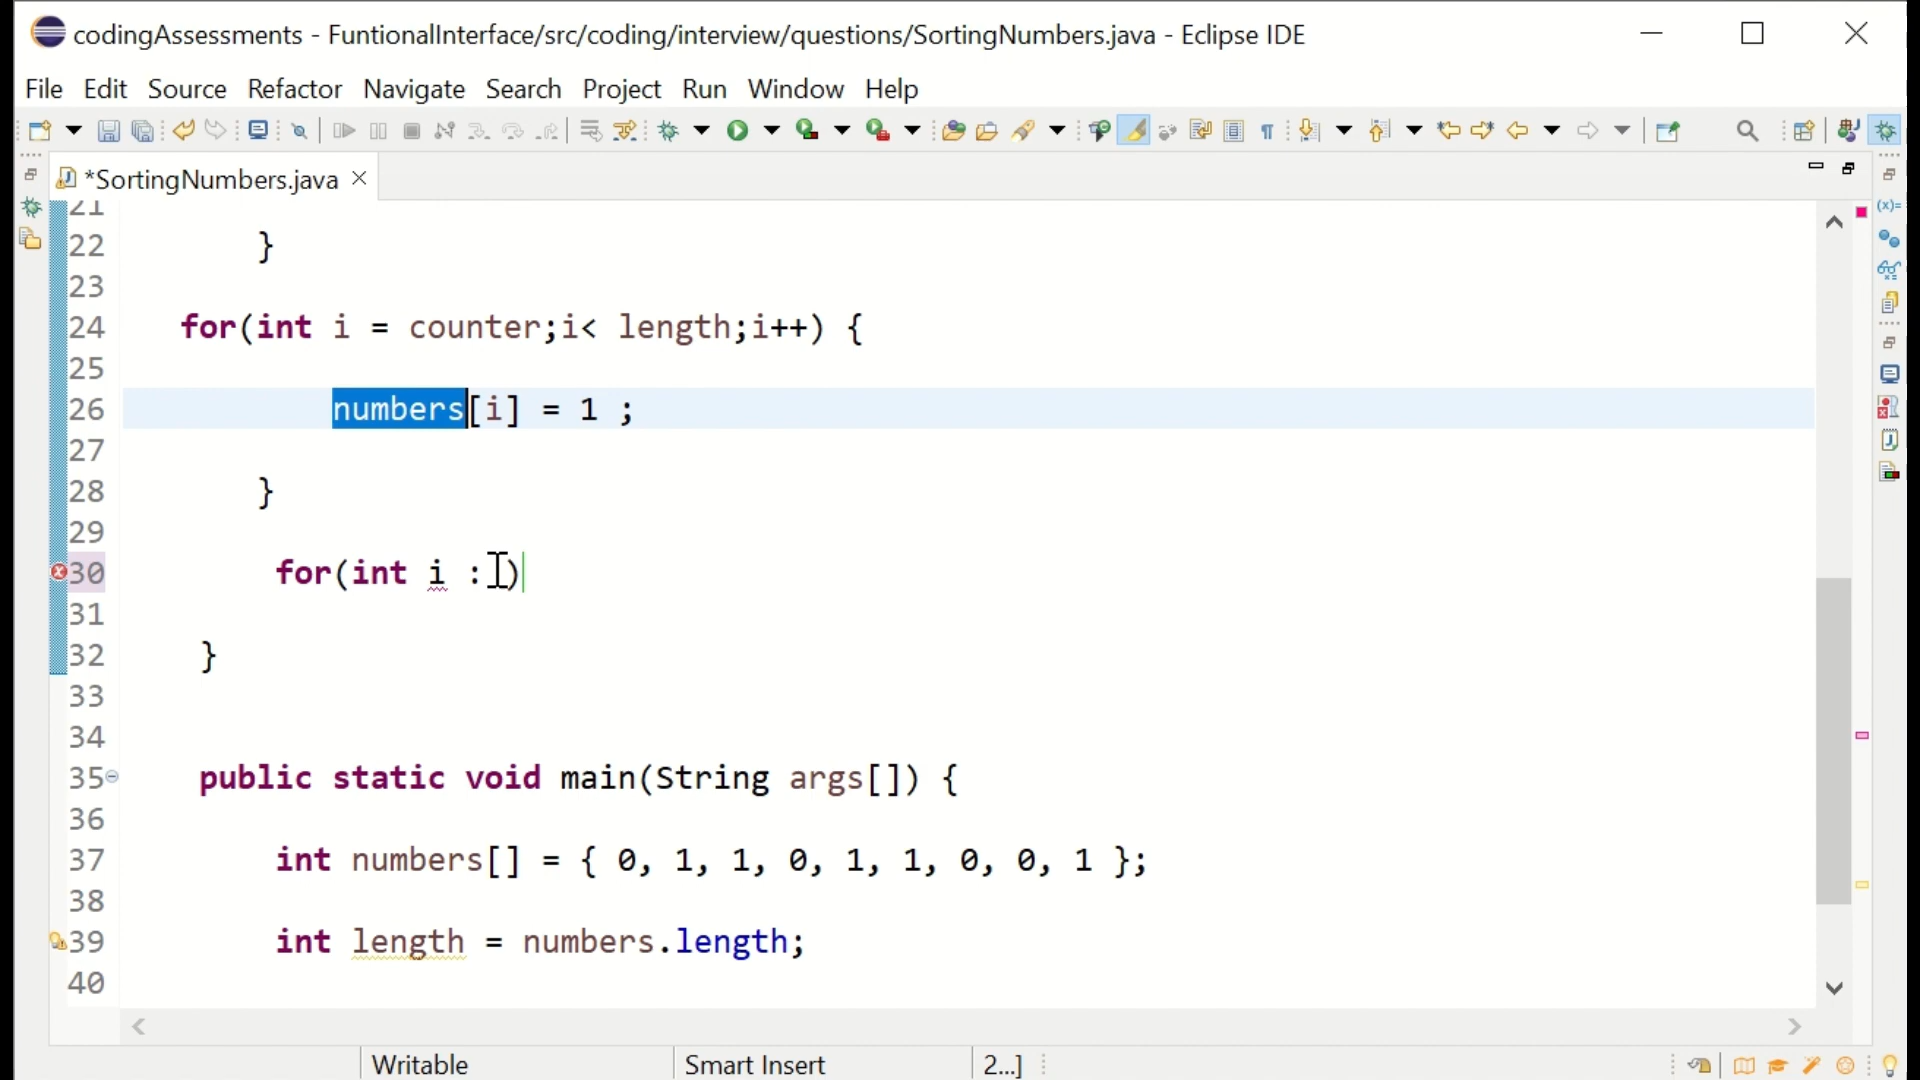 codingAssessments - FuntionalInterface/src/coding/interview/questions/SortingNumbers.java - Eclipse IDE
File Edit Source Refactor Navigate Search Project Run Window Help
*SortingNumbers.java
21
22 }
23
24 for(int i = counter;i< length;i++) {
25
26 numbers[i] = 1 ;
27
28 }
29
30 for(int i : )
31
32 }
33
34
35 public static void main(String args[]) {
36
37 int numbers[] = { 0, 1, 1, 0, 1, 1, 0, 0, 1 };
38
39 int length = numbers.length;
40
Writable Smart Insert 2...]